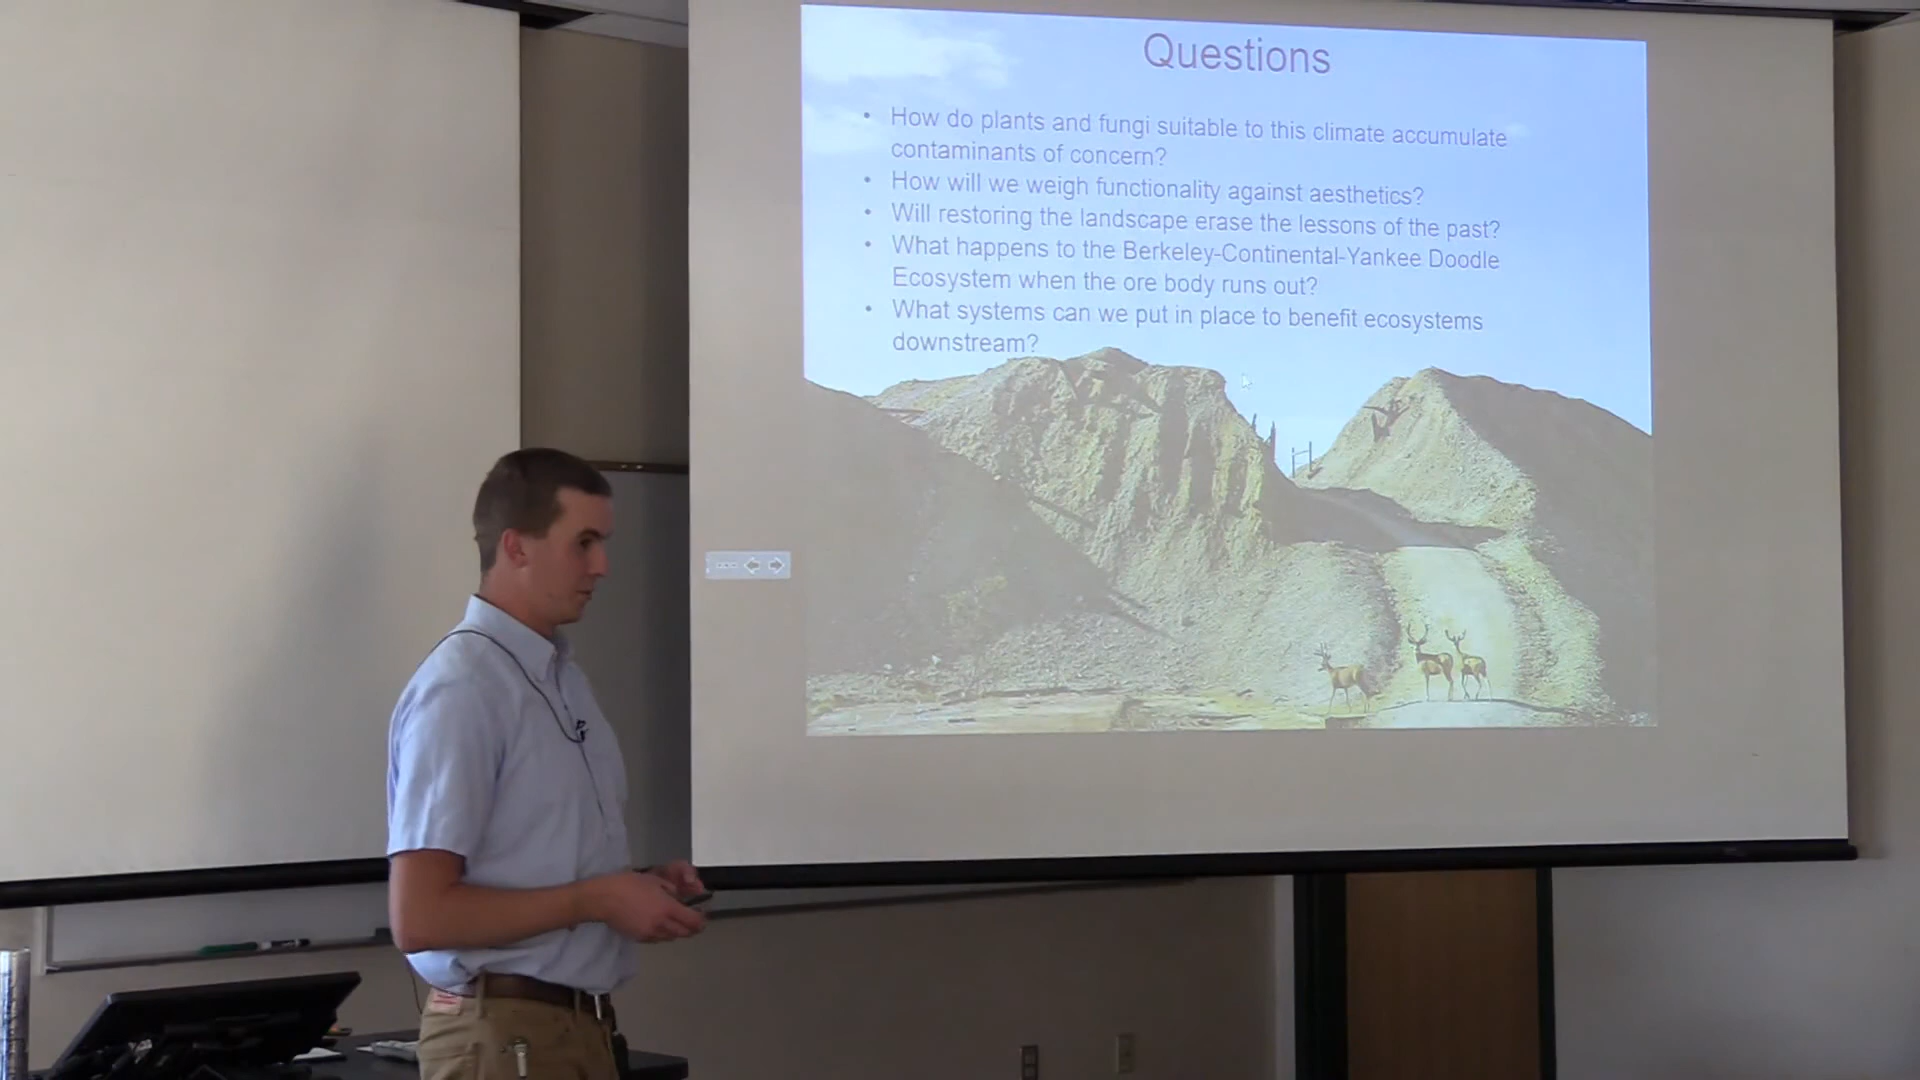 Questions
• How do plants and fungi suitable to this climate accumulate
contaminants of concern?
• How will we weigh functionality against aesthetics?
• Will restoring the landscape erase the lessons of the past?
• What happens to the Berkeley-Continental-Yankee Doodle
Ecosystem when the ore body runs out?
• What systems can we put in place to benefit ecosystems
downstream?